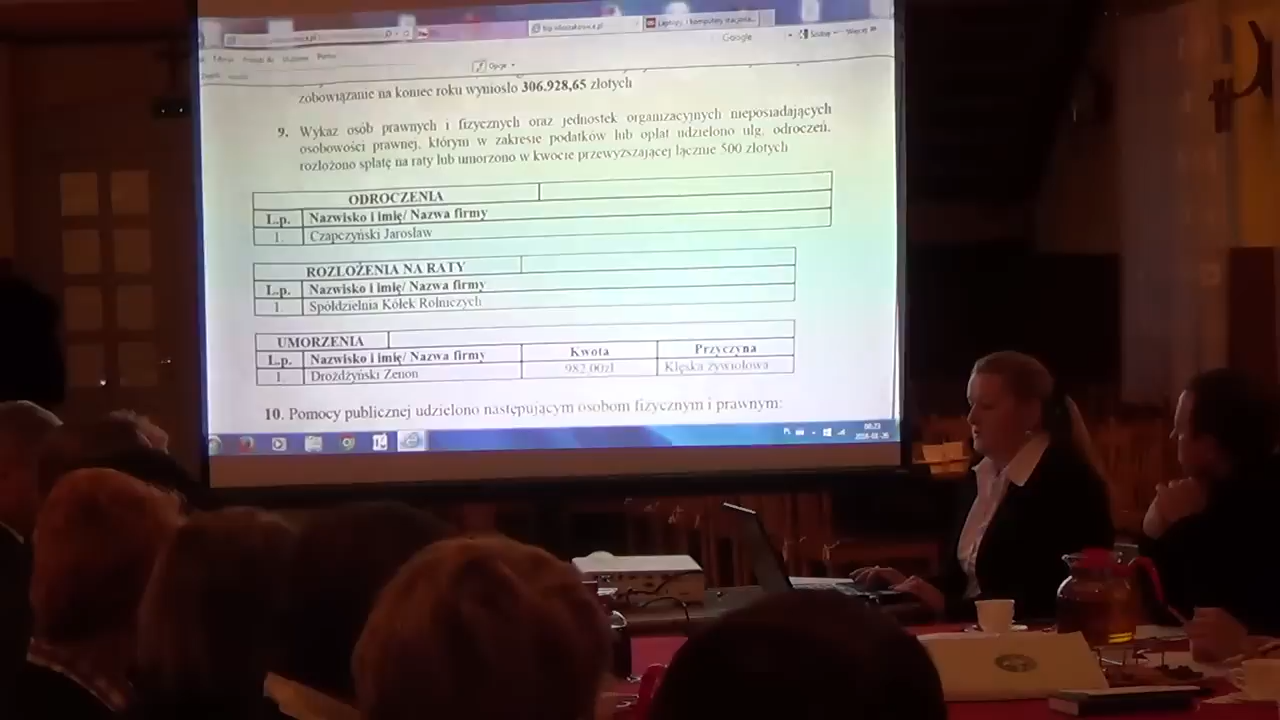 Google
Opcje
zobowiązanie na koniec roku wyniosło 306.928,65 złotych
9. Wykaz osób prawnych i fizycznych oraz jednostek organizacyjnych nieposiadających
osobowości prawnej, którym w zakresie podatków lub opłat udzielono ulg, odroczeń,
rozłożono spłatę na raty lub umorzono w kwocie przewyższającej łącznie 500 złotych
ODROCZENIA
L.p. Nazwisko i imię/ Nazwa firmy
1. Czapczyński Jarosław
ROZŁOŻENIA NA RATY
L.p. Nazwisko i imię/ Nazwa firmy
1. Spółdzielnia Kółek Rolniczych
UMORZENIA
L.p. Nazwisko i imię/ Nazwa firmy Kwota Przyczyna
1. Drożdżyński Zenon 982,00zł Klęska żywiołowa
10. Pomocy publicznej udzielono następującym osobom fizycznym i prawnym:
PL